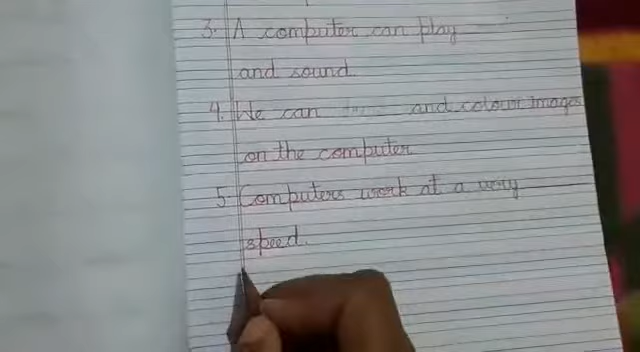 3. A computer can play
and sound.
4. We can and colour images
on the computer
5. Computers work at a very
speed.